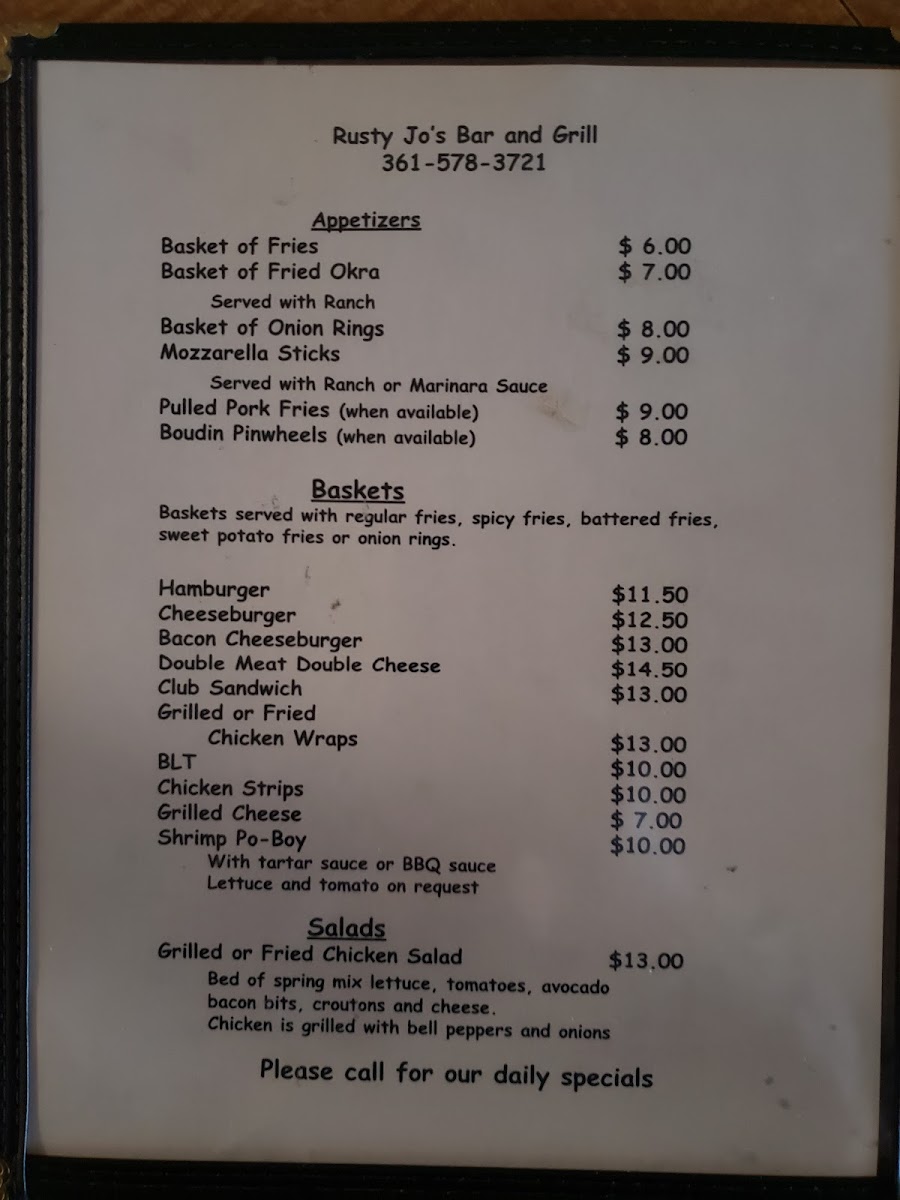 Rusty Jo's Bar and Grill
361-578-3721
Appetizers
Basket of Fries $ 6.00
Basket of Fried Okra $ 7.00
Served with Ranch
Basket of Onion Rings $ 8.00
Mozzarella Sticks $ 9.00
Served with Ranch or Marinara Sauce
Pulled Pork Fries (when available) $ 9.00
Boudin Pinwheels (when available) $ 8.00
Baskets
Baskets served with regular fries, spicy fries, battered fries,
sweet potato fries or onion rings.
Hamburger $11.50
Cheeseburger $12.50
Bacon Cheeseburger $13.00
Double Meat Double Cheese $14.50
Club Sandwich $13.00
Grilled or Fried
Chicken Wraps $13.00
BLT $10.00
Chicken Strips $10.00
Grilled Cheese $ 7.00
Shrimp Po-Boy $10.00
With tartar sauce or BBQ sauce
Lettuce and tomato on request
Salads
Grilled or Fried Chicken Salad $13.00
Bed of spring mix lettuce, tomatoes, avocado
bacon bits, croutons and cheese.
Chicken is grilled with bell peppers and onions
Please call for our daily specials